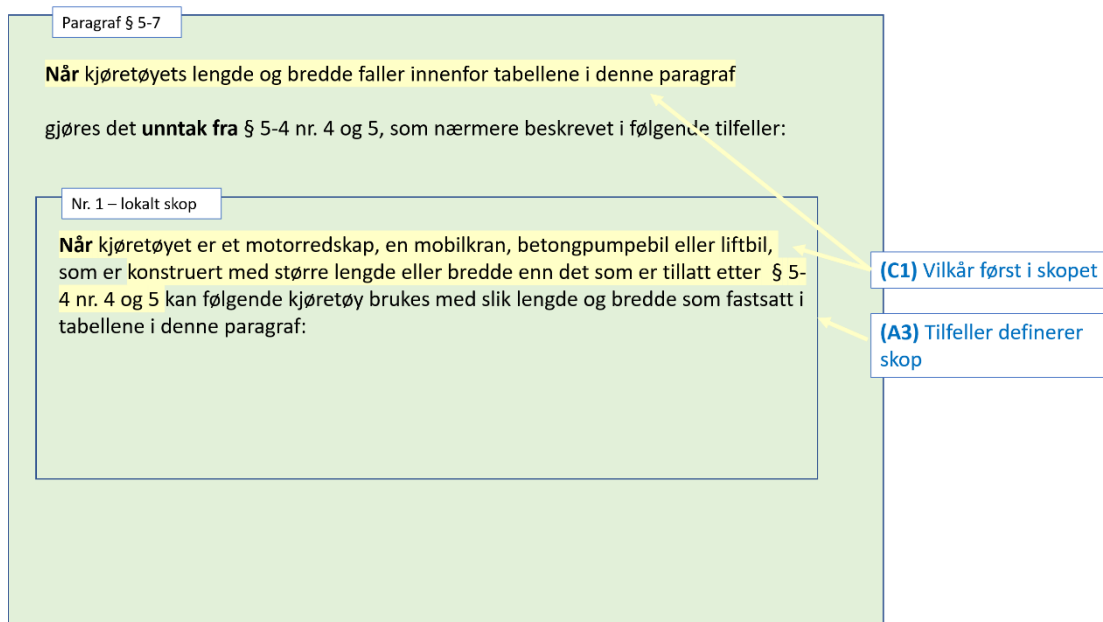 Paragraf § 5-7
Når kjøretøyets lengde og bredde faller innenfor tabellene i denne paragraf
gjøres det unntak fra § 5-4 nr. 4 og 5, som nærmere beskrevet i følgende tilfeller:
Nr. 1 – lokalt skop
Når kjøretøyet er et motorredskap, en mobilkran, betongpumpebil eller liftbil,
som er konstruert med større lengde eller bredde enn det som er tillatt etter § 5-
4 nr. 4 og 5 kan følgende kjøretøy brukes med slik lengde og bredde som fastsatt i
tabellene i denne paragraf:
(C1) Vilkår først i skopet
(A3) Tilfeller definerer
skop